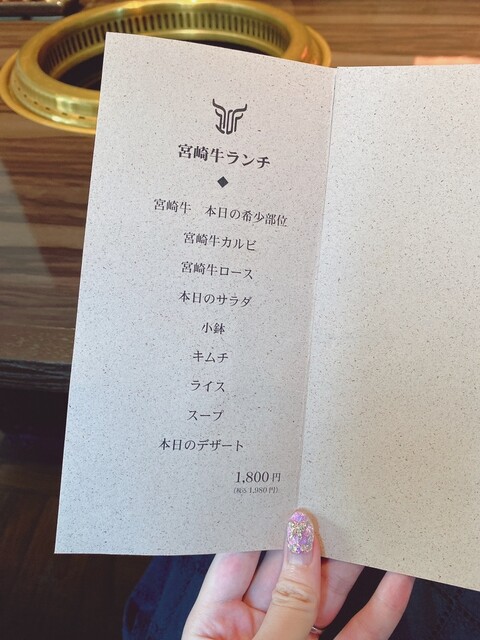 宮崎牛ランチ
◆
宮崎牛　本日の希少部位
宮崎牛カルビ
宮崎牛ロース
本日のサラダ
小鉢
キムチ
ライス
スープ
本日のデザート
1,800円
(税込 1,980円)